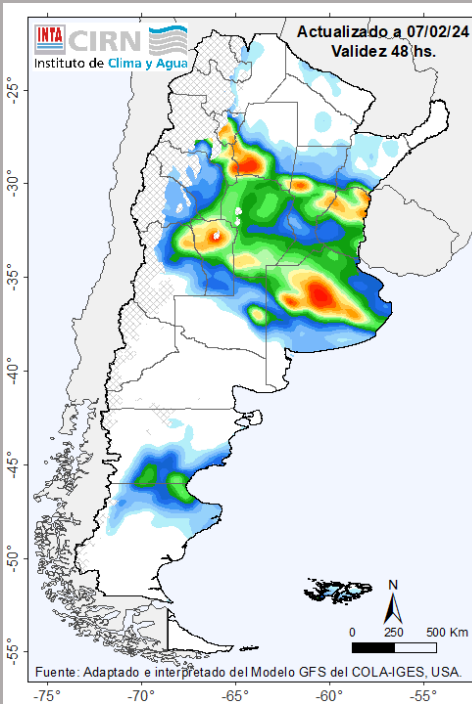 INTA CIRN
Instituto de Clima y Agua
Actualizado a 07/02/24
Validez 48 hs.
-25°
-30°
-35°
-40°
-45°
-50°
-55°
N
0 250 500 Km
Fuente: Adaptado e interpretado del Modelo GFS del COLA-IGES, USA.
-75° -70° -65° -60° -55°